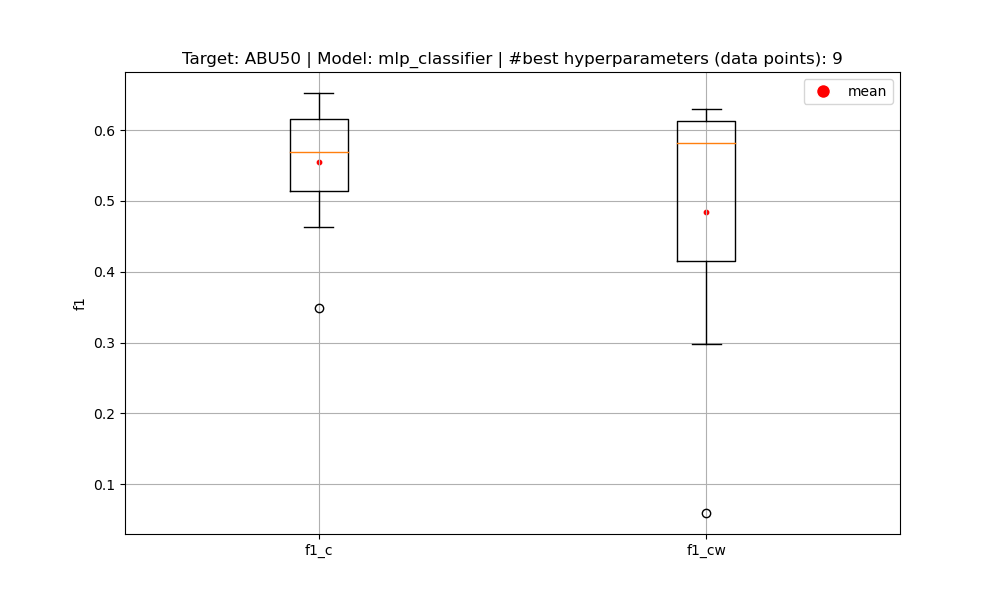 Target: ABU50 | Model: mlp_classifier | #best hyperparameters (data points): 9
mean
0.6
0.5
0.4
0.3
0.2
0.1
f1
f1_c
f1_cw